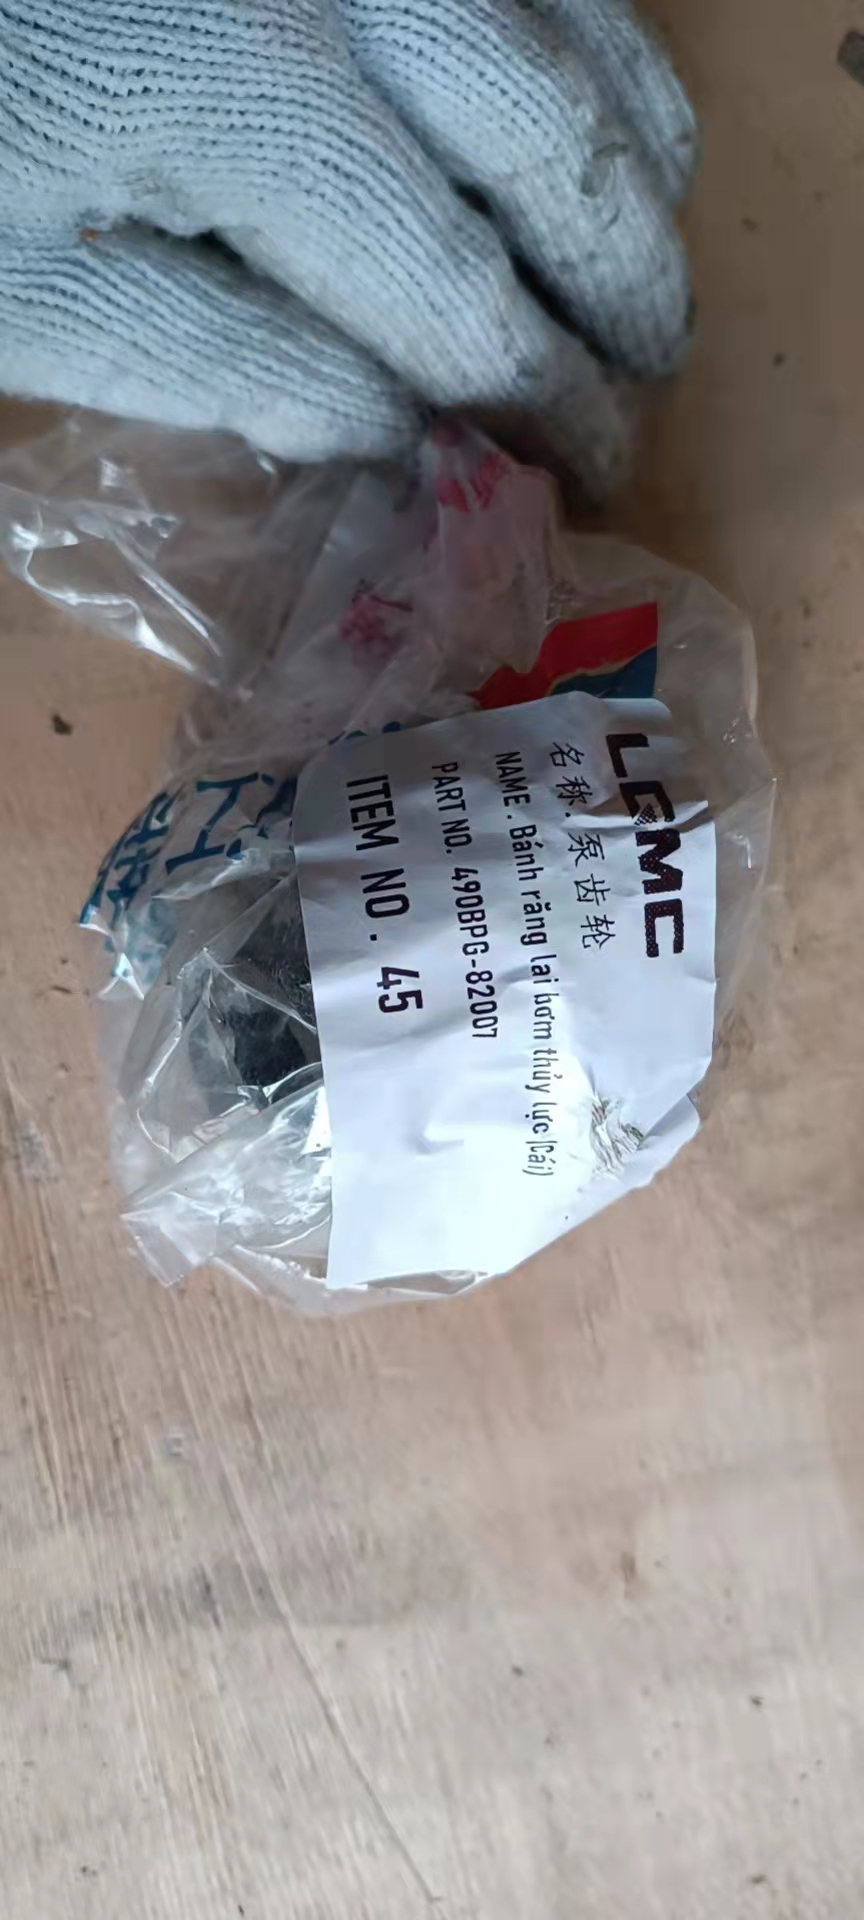 LGMC
名称. 泵齿轮
NAME . Bánh răng lai bơm thủy lực (Cái)
PART NO. 490BPG-82007
ITEM NO . 45